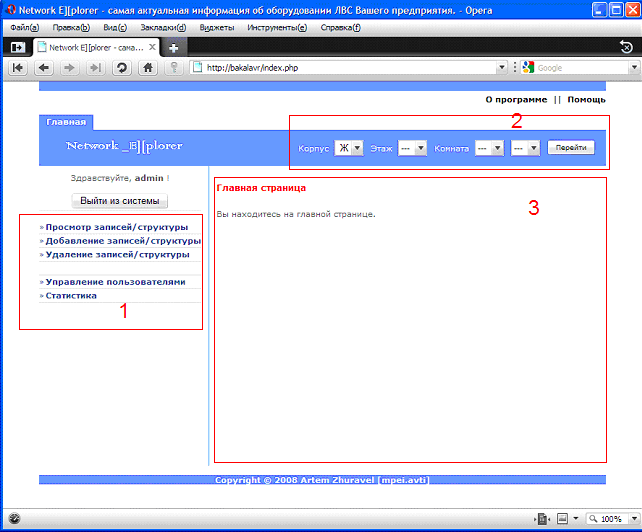 Network E][plorer - самая актуальная информация об оборудовании ЛВС Вашего предприятия. - Opera
Файл(a) Правка(b) Вид(c) Закладки(d) Виджеты Инструменты(e) Справка(f)
Network E][plorer - сама...
http://bakalavr/index.php Google
О программе || Помощь
Главная
2
Network _E][plorer Корпус Ж Этаж --- Комната --- --- Перейти
Здравствуйте, admin !
Выйти из системы
Главная страница
Вы находитесь на главной странице.
3
» Просмотр записей/структуры
» Добавление записей/структуры
» Удаление записей/структуры
» Управление пользователями
» Статистика
1
Copyright © 2008 Artem Zhuravel [mpei.avti]
100%